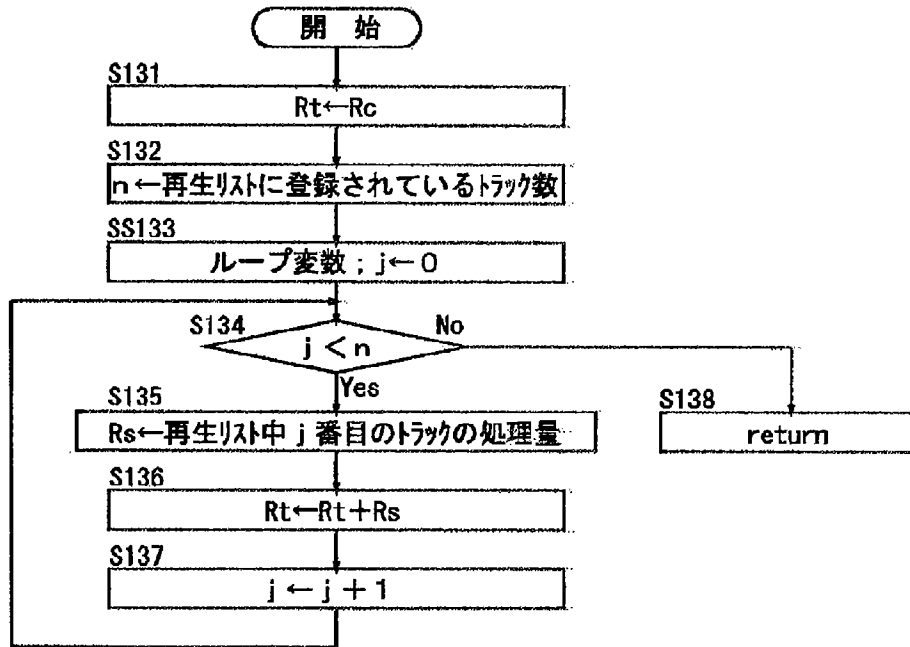 開 始
S131
Rt←Rc
S132
n←再生リストに登録されているトラック数
SS133
ループ変数；j←0
S134
j＜n
No
Yes
S135
Rs←再生リスト中j番目のトラックの処理量
S138
return
S136
Rt←Rt+Rs
S137
j←j+1